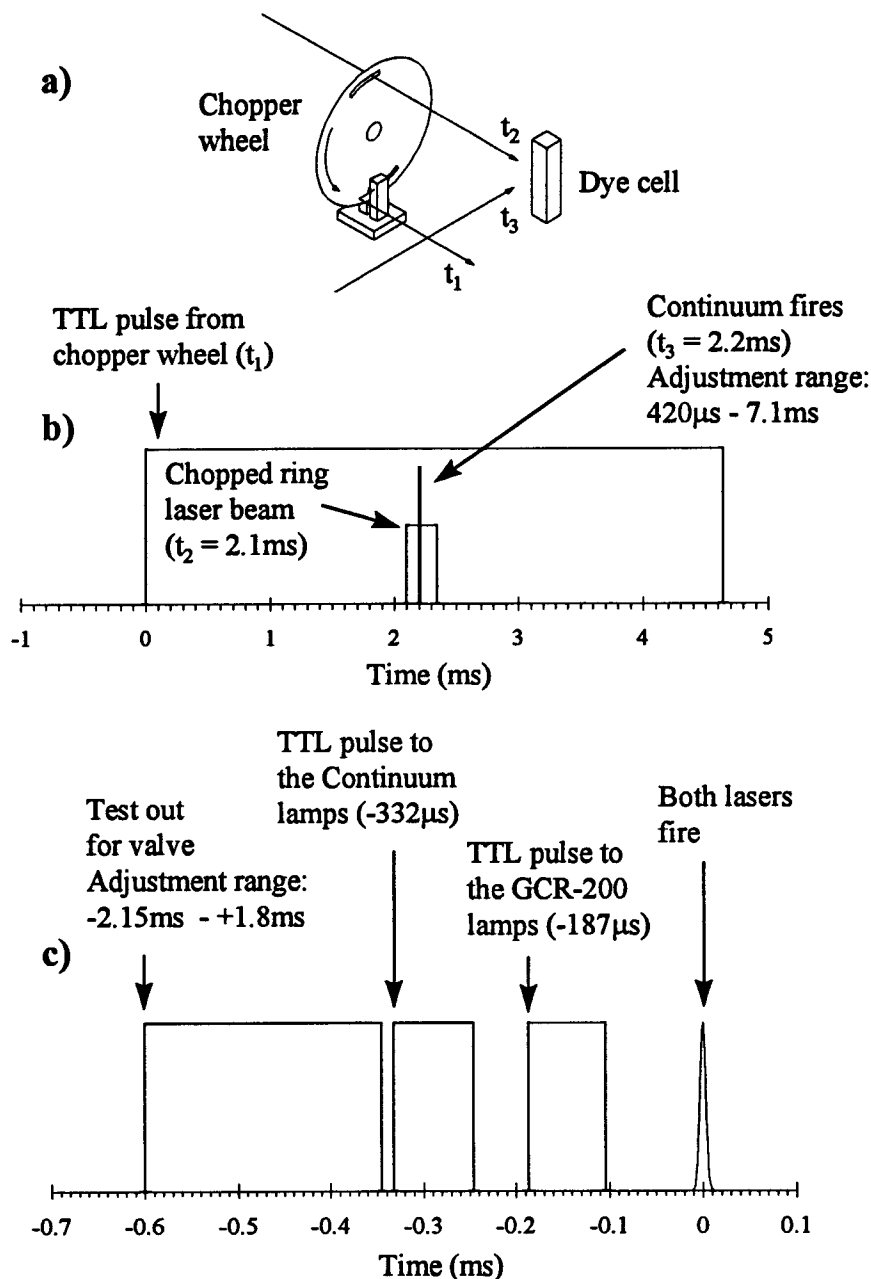 a)
Chopper
wheel
t2
Dye cell
t3
t1
TTL pulse from
chopper wheel (t1)
Continuum fires
(t3 = 2.2ms)
Adjustment range:
420μs - 7.1ms
b)
Chopped ring
laser beam
(t2 = 2.1ms)
-1 0 1 2 3 4 5
Time (ms)
TTL pulse to
the Continuum
lamps (-332μs)
Test out
for valve
Adjustment range:
-2.15ms - +1.8ms
Both lasers
fire
TTL pulse to
the GCR-200
lamps (-187μs)
c)
-0.7 -0.6 -0.5 -0.4 -0.3 -0.2 -0.1 0 0.1
Time (ms)